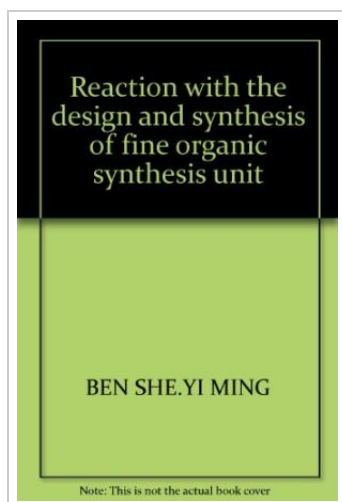 Reaction with the
design and synthesis
of fine organic
synthesis unit
BEN SHE.YI MING
Note: This is not the actual book cover